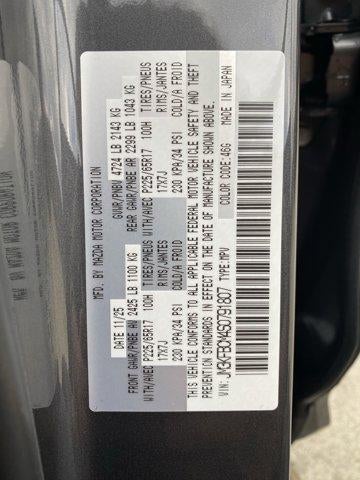 MFD. BY MAZDA MOTOR CORPORATION
DATE 11/25 GVWR/PNBV 4724 LB 2143 KG
FRONT GAWR/PNBE AV 2425 LB 1100 KG REAR GAWR/PNBE AR 2299 LB 1043 KG
WITH/AVEC P225/65R17 100H TIRES/PNEUS WITH/AVEC P225/65R17 100H TIRES/PNEUS
17X7J RIMS/JANTES 17X7J RIMS/JANTES
230 KPA/34 PSI COLD/A FROID 230 KPA/34 PSI COLD/A FROID
THIS VEHICLE CONFORMS TO ALL APPLICABLE FEDERAL MOTOR VEHICLE SAFETY AND THEFT
PREVENTION STANDARDS IN EFFECT ON THE DATE OF MANUFACTURE SHOWN ABOVE.
VIN: TYPE:MPV COLOR CODE:46G MADE IN JAPAN